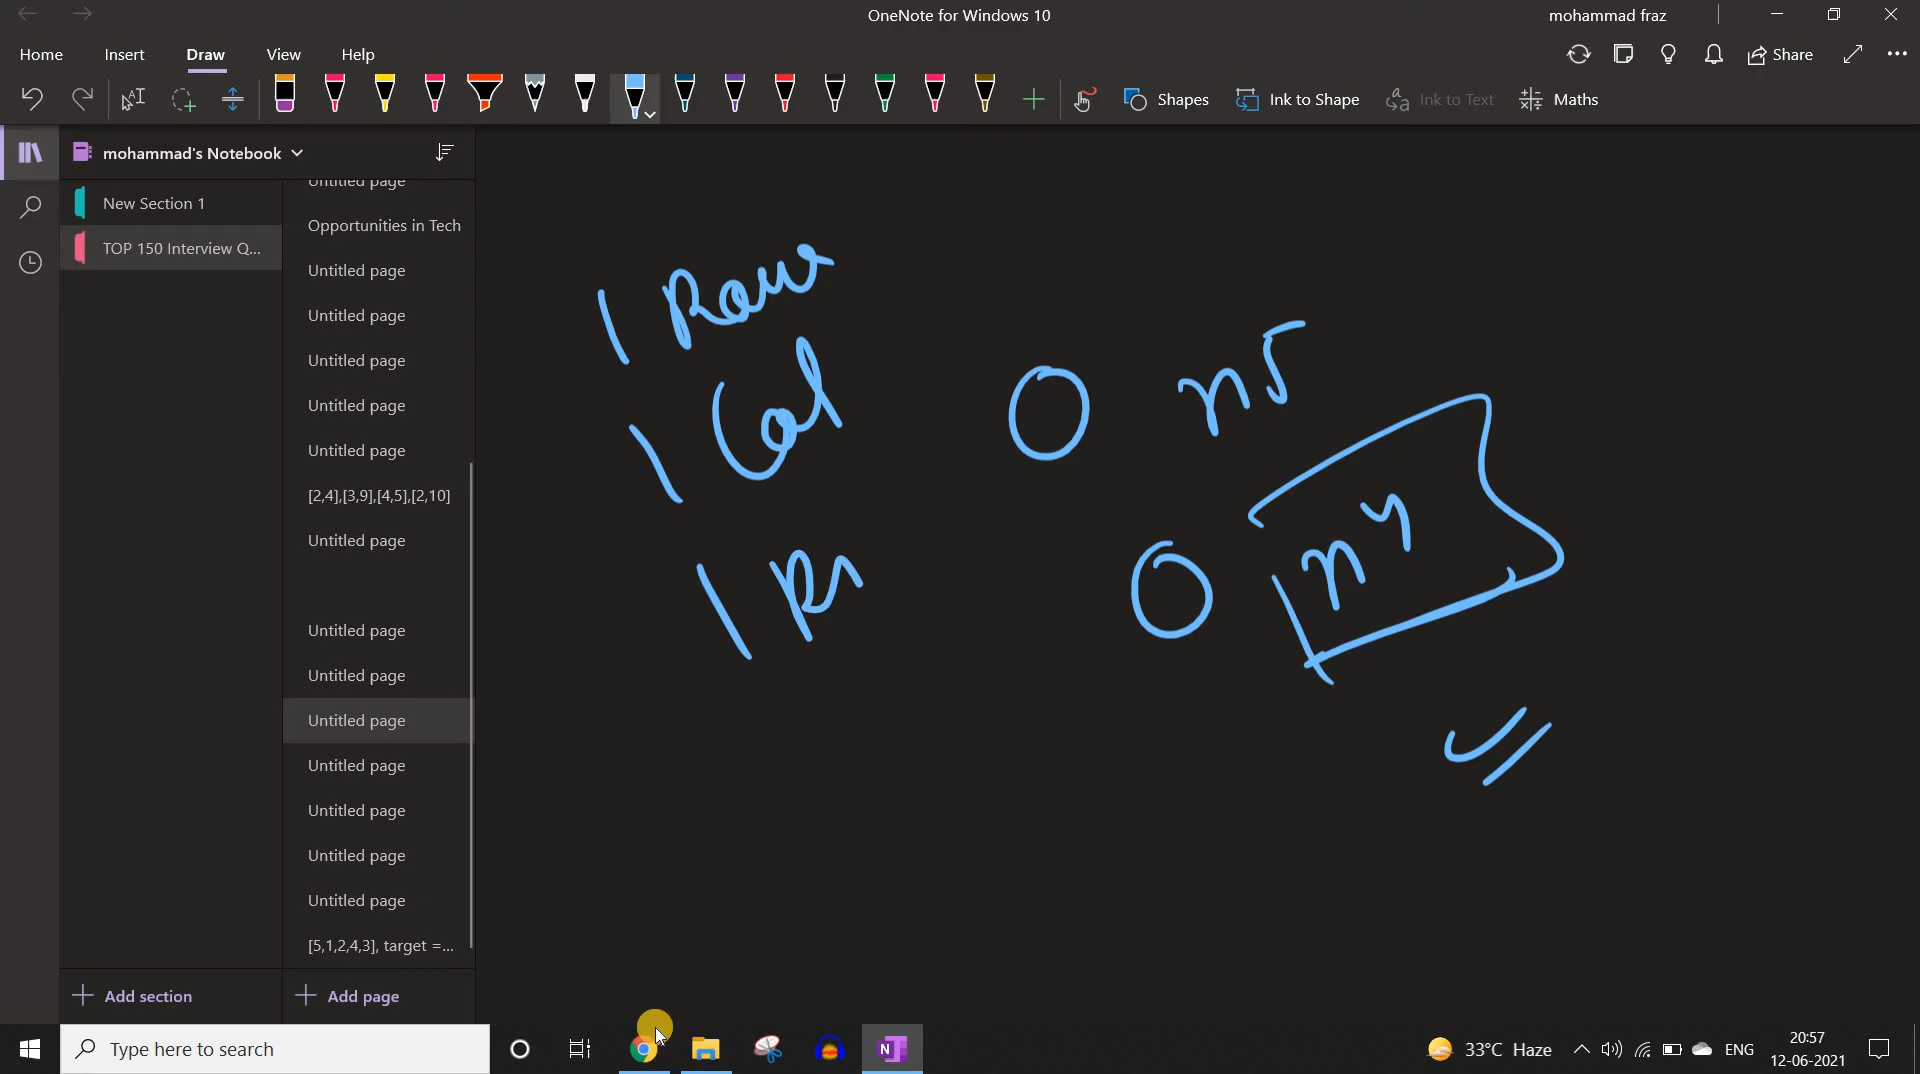 OneNote for Windows 10
mohammad fraz
Home Insert Draw View Help
Share
Shapes Ink to Shape Ink to Text Maths
mohammad's Notebook
New Section 1
TOP 150 Interview Q...
Untitled page
Opportunities in Tech
Untitled page
Untitled page
Untitled page
Untitled page
Untitled page
[2,4],[3,9],[4,5],[2,10]
Untitled page
Untitled page
Untitled page
Untitled page
Untitled page
Untitled page
Untitled page
Untitled page
[5,1,2,4,3], target =...
Add section
Add page
1 Row
1 Col
O n5
O n4
Type here to search
33°C Haze
ENG
20:57
12-06-2021